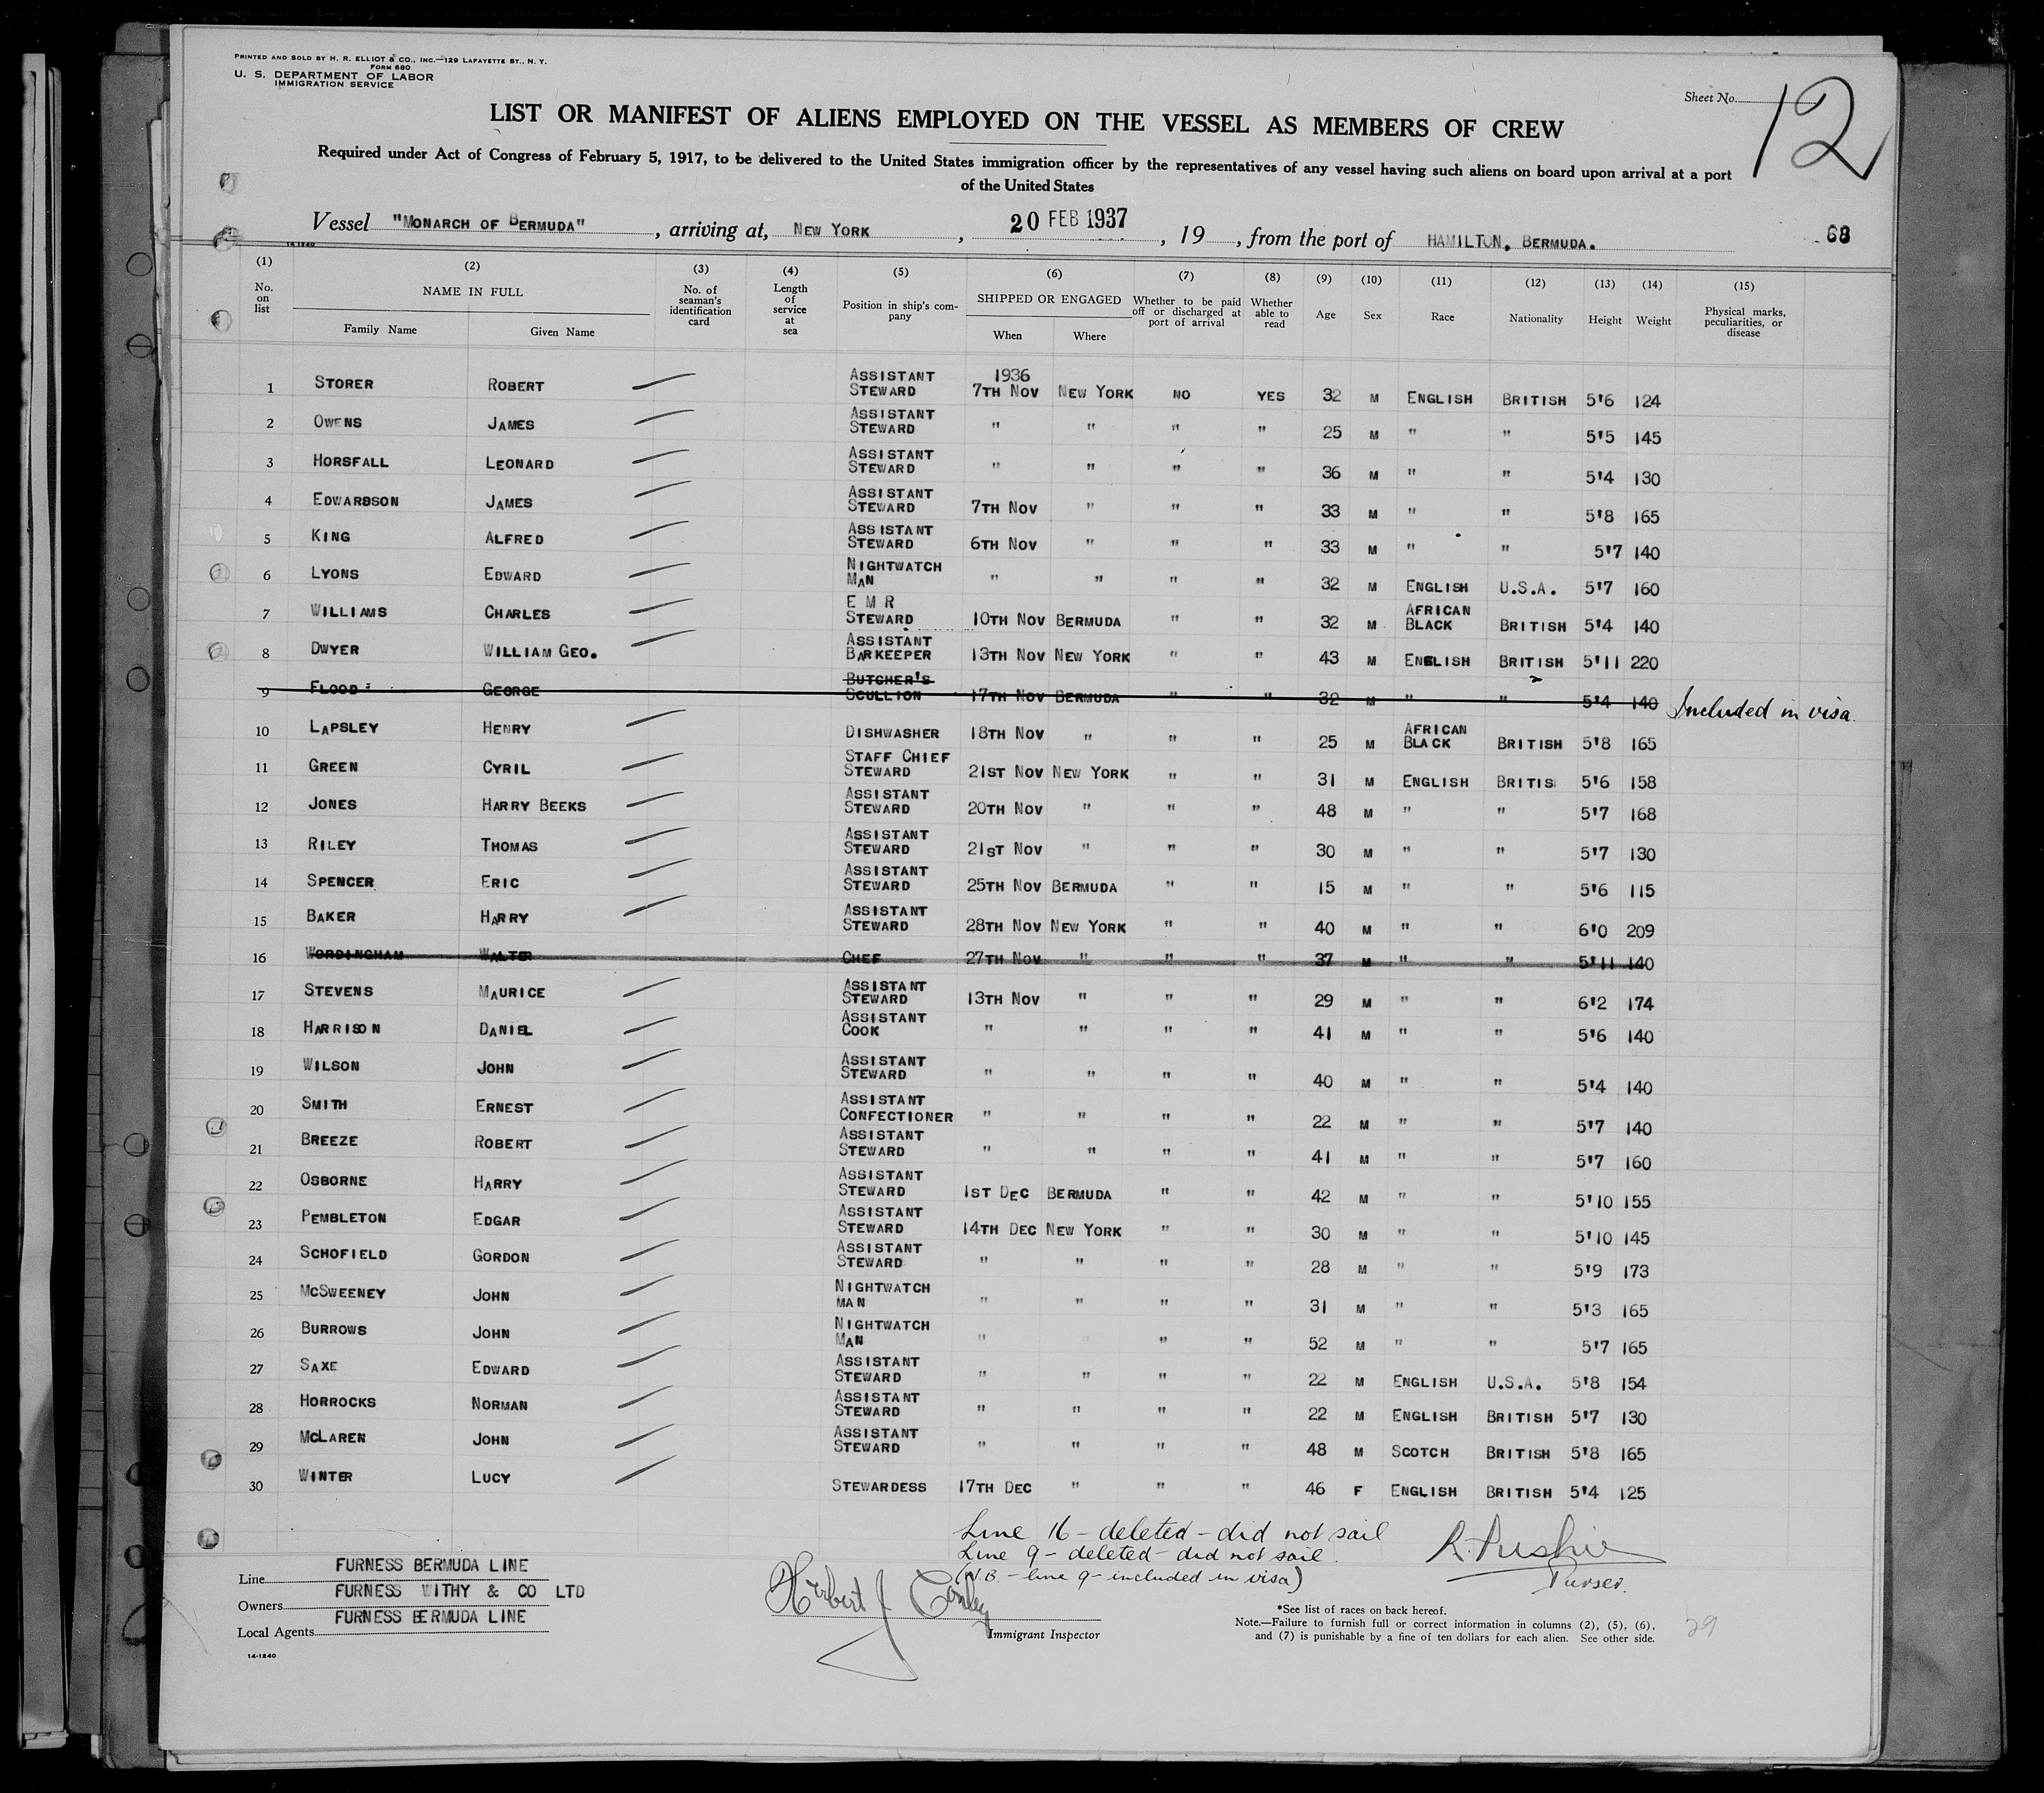 PRINTED AND SOLD BY H. R. ELLIOT & CO., INC.—129 LAFAYETTE ST., N. Y.
FORM 680
U. S. DEPARTMENT OF LABOR
IMMIGRATION SERVICE
Sheet No. 12
LIST OR MANIFEST OF ALIENS EMPLOYED ON THE VESSEL AS MEMBERS OF CREW
Required under Act of Congress of February 5, 1917, to be delivered to the United States immigration officer by the representatives of any vessel having such aliens on board upon arrival at a port
of the United States
Vessel "MONARCH OF BERMUDA", arriving at, NEW YORK, 20 FEB 1937, 19, from the port of HAMILTON, BERMUDA. 68
14-1240
(1) (2) (3) (4) (5) (6) (7) (8) (9) (10) (11) (12) (13) (14) (15)
No. on list NAME IN FULL Family Name Given Name No. of seaman's identification card Length of service at sea Position in ship's company SHIPPED OR ENGAGED When Where Whether to be paid off or discharged at port of arrival Whether able to read Age Sex Race Nationality Height Weight Physical marks, peculiarities, or disease
1 STORER ROBERT ASSISTANT STEWARD 1936 7TH NOV NEW YORK NO YES 32 M ENGLISH BRITISH 5'6 124
2 OWENS JAMES ASSISTANT STEWARD " " " " 25 M " " 5'5 145
3 HORSFALL LEONARD ASSISTANT STEWARD " " " " 36 M " " 5'4 130
4 EDWARDSON JAMES ASSISTANT STEWARD 7TH NOV " " " 33 M " " 5'8 165
5 KING ALFRED ASSISTANT STEWARD 6TH NOV " " " 33 M " " 5'7 140
6 LYONS EDWARD NIGHTWATCH MAN " " " " 32 M ENGLISH U.S.A. 5'7 160
7 WILLIAMS CHARLES E M R STEWARD 10TH NOV BERMUDA " " 32 M AFRICAN BLACK BRITISH 5'4 140
8 DWYER WILLIAM GEO. ASSISTANT BARKEEPER 13TH NOV NEW YORK " " 43 M ENGLISH BRITISH 5'11 220
9 FLOOD GEORGE BUTCHER'S SCULLION 17TH NOV BERMUDA " " 32 M " " 5'4 140 Included in visa.
10 LAPSLEY HENRY DISHWASHER 18TH NOV " " " 25 M AFRICAN BLACK BRITISH 5'8 165
11 GREEN CYRIL STAFF CHIEF STEWARD 21ST NOV NEW YORK " " 31 M ENGLISH BRITIS 5'6 158
12 JONES HARRY BEEKS ASSISTANT STEWARD 20TH NOV " " " 48 M " " 5'7 168
13 RILEY THOMAS ASSISTANT STEWARD 21ST NOV " " " 30 M " " 5'7 130
14 SPENCER ERIC ASSISTANT STEWARD 25TH NOV BERMUDA " " 15 M " " 5'6 115
15 BAKER HARRY ASSISTANT STEWARD 28TH NOV NEW YORK " " 40 M " " 6'0 209
16 WORDINGHAM WALTER CHEF 27TH NOV " " " 37 M " " 5'11 140
17 STEVENS MAURICE ASSISTANT STEWARD 13TH NOV " " " 29 M " " 6'2 174
18 HARRISON DANIEL ASSISTANT COOK " " " " 41 M " " 5'6 140
19 WILSON JOHN ASSISTANT STEWARD " " " " 40 M " " 5'4 140
20 SMITH ERNEST ASSISTANT CONFECTIONER " " " " 22 M " " 5'7 140
21 BREEZE ROBERT ASSISTANT STEWARD " " " " 41 M " " 5'7 160
22 OSBORNE HARRY ASSISTANT STEWARD 1ST DEC BERMUDA " " 42 M " " 5'10 155
23 PEMBLETON EDGAR ASSISTANT STEWARD 14TH DEC NEW YORK " " 30 M " " 5'10 145
24 SCHOFIELD GORDON ASSISTANT STEWARD " " " " 28 M " " 5'9 173
25 MCSWEENEY JOHN NIGHTWATCH MAN " " " " 31 M " " 5'3 165
26 BURROWS JOHN NIGHTWATCH MAN " " " 52 M " " 5'7 165
27 SAXE EDWARD ASSISTANT STEWARD " " " " 22 M ENGLISH U.S.A. 5'8 154
28 HORROCKS NORMAN ASSISTANT STEWARD " " " " 22 M ENGLISH BRITISH 5'7 130
29 MCLAREN JOHN ASSISTANT STEWARD " " " " 48 M SCOTCH BRITISH 5'8 165
30 WINTER LUCY STEWARDESS 17TH DEC " " " 46 F ENGLISH BRITISH 5'4 125
Line 16 – deleted – did not sail
Line 9 – deleted – did not sail.
(N.B. – line 9 – included in visa)
Purser.
Line FURNESS BERMUDA LINE
Owners FURNESS WITHY & CO LTD
Local Agents FURNESS BERMUDA LINE
Herbert J Conley
Immigrant Inspector
*See list of races on back hereof.
Note.—Failure to furnish full or correct information in columns (2), (5), (6),
and (7) is punishable by a fine of ten dollars for each alien. See other side.
29
14-1240